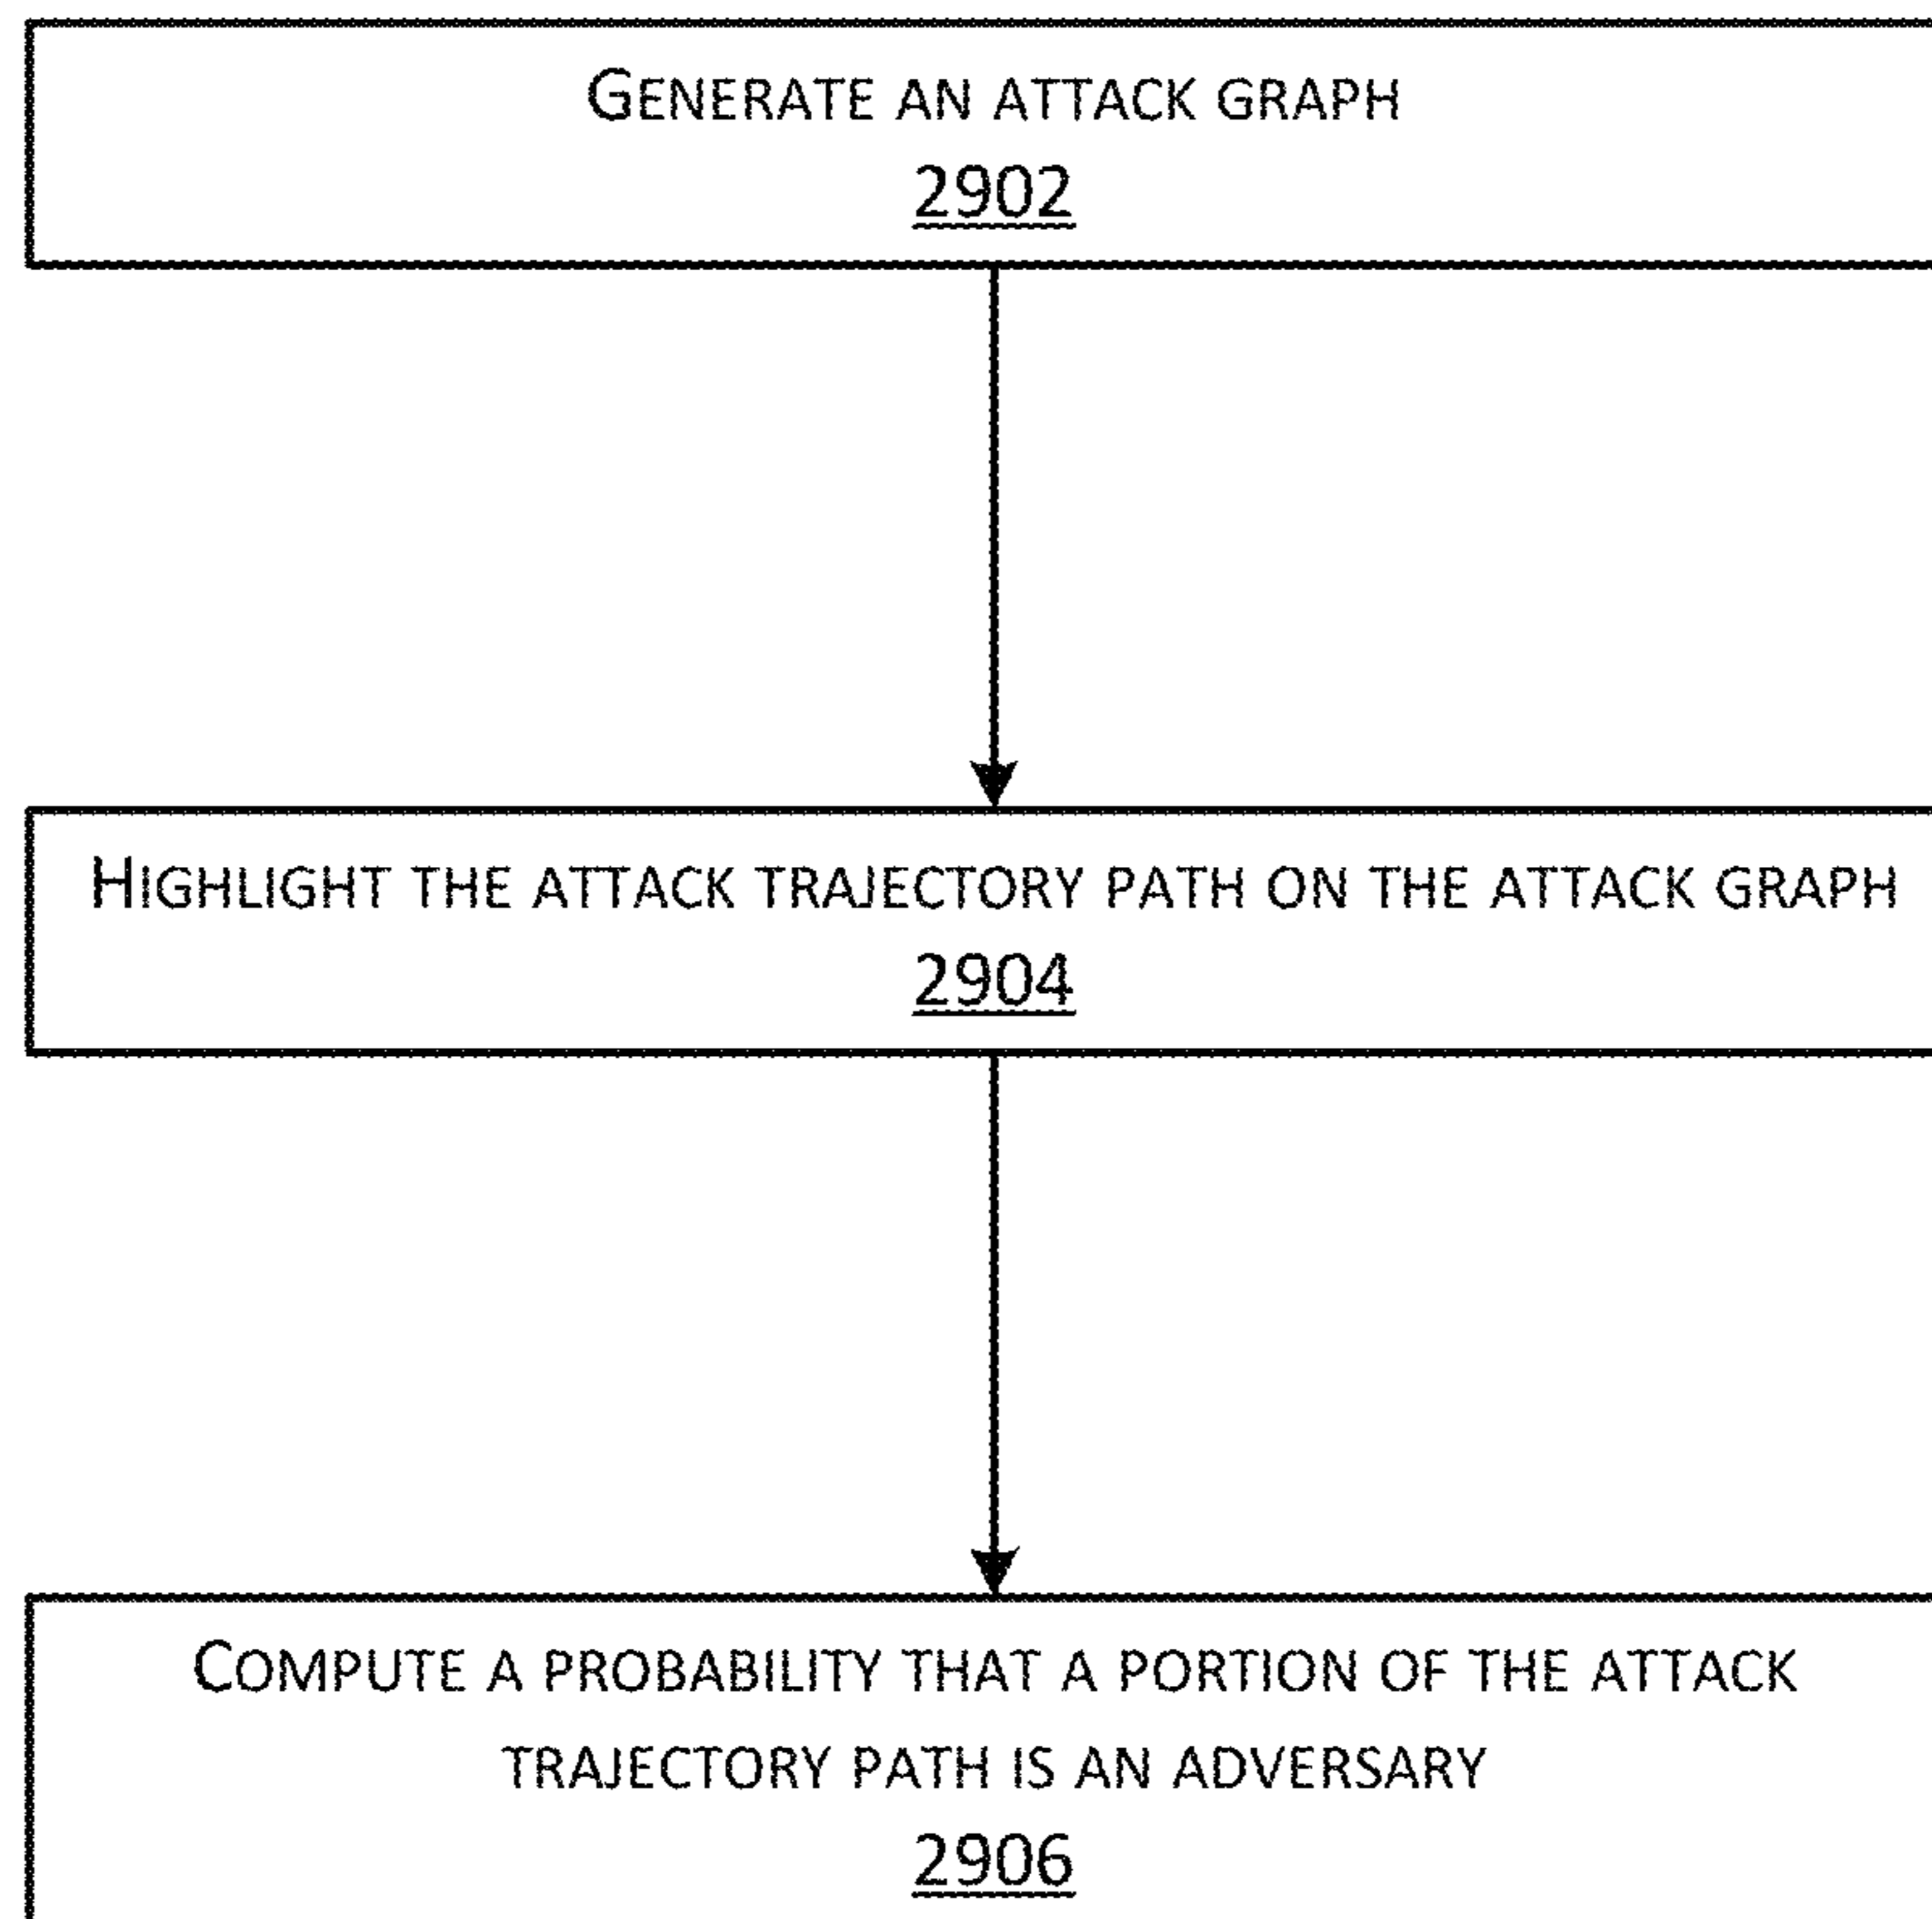 GENERATE AN ATTACK GRAPH
2902
HIGHLIGHT THE ATTACK TRAJECTORY PATH ON THE ATTACK GRAPH
2904
COMPUTE A PROBABILITY THAT A PORTION OF THE ATTACK
TRAJECTORY PATH IS AN ADVERSARY
2906